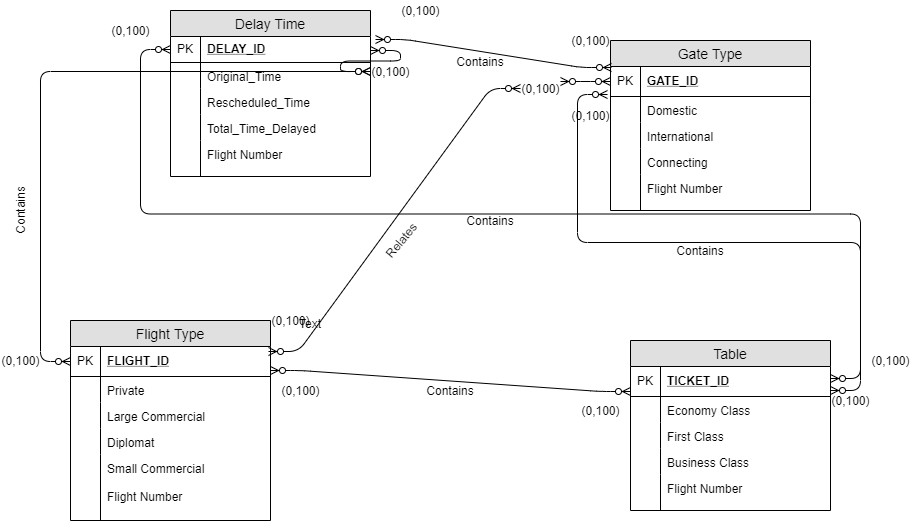 (0,100)
Delay Time
(0,100)
PK DELAY_ID
(0,100)
Original_Time
Rescheduled_Time
Total_Time_Delayed
Flight Number
Contains
(0,100)
Gate Type
PK GATE_ID
(0,100)
(0,100)
Domestic
International
Connecting
Flight Number
Contains
Contains
Relates
Contains
(0,100)
Text
Flight Type
(0,100)
PK FLIGHT_ID
(0,100)
Private
Large Commercial
Diplomat
Small Commercial
Flight Number
Contains
(0,100)
Table
(0,100)
PK TICKET_ID
(0,100)
Economy Class
First Class
Business Class
Flight Number